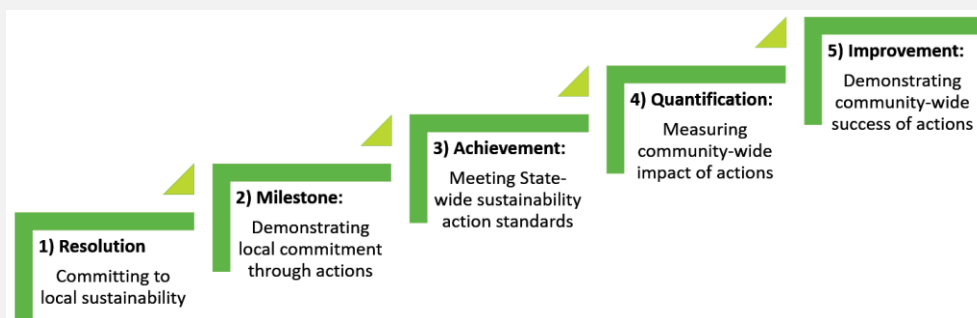 1) Resolution
Committing to
local sustainability
2) Milestone:
Demonstrating
local commitment
through actions
3) Achievement:
Meeting State-
wide sustainability
action standards
4) Quantification:
Measuring
community-wide
impact of actions
5) Improvement:
Demonstrating
community-wide
success of actions